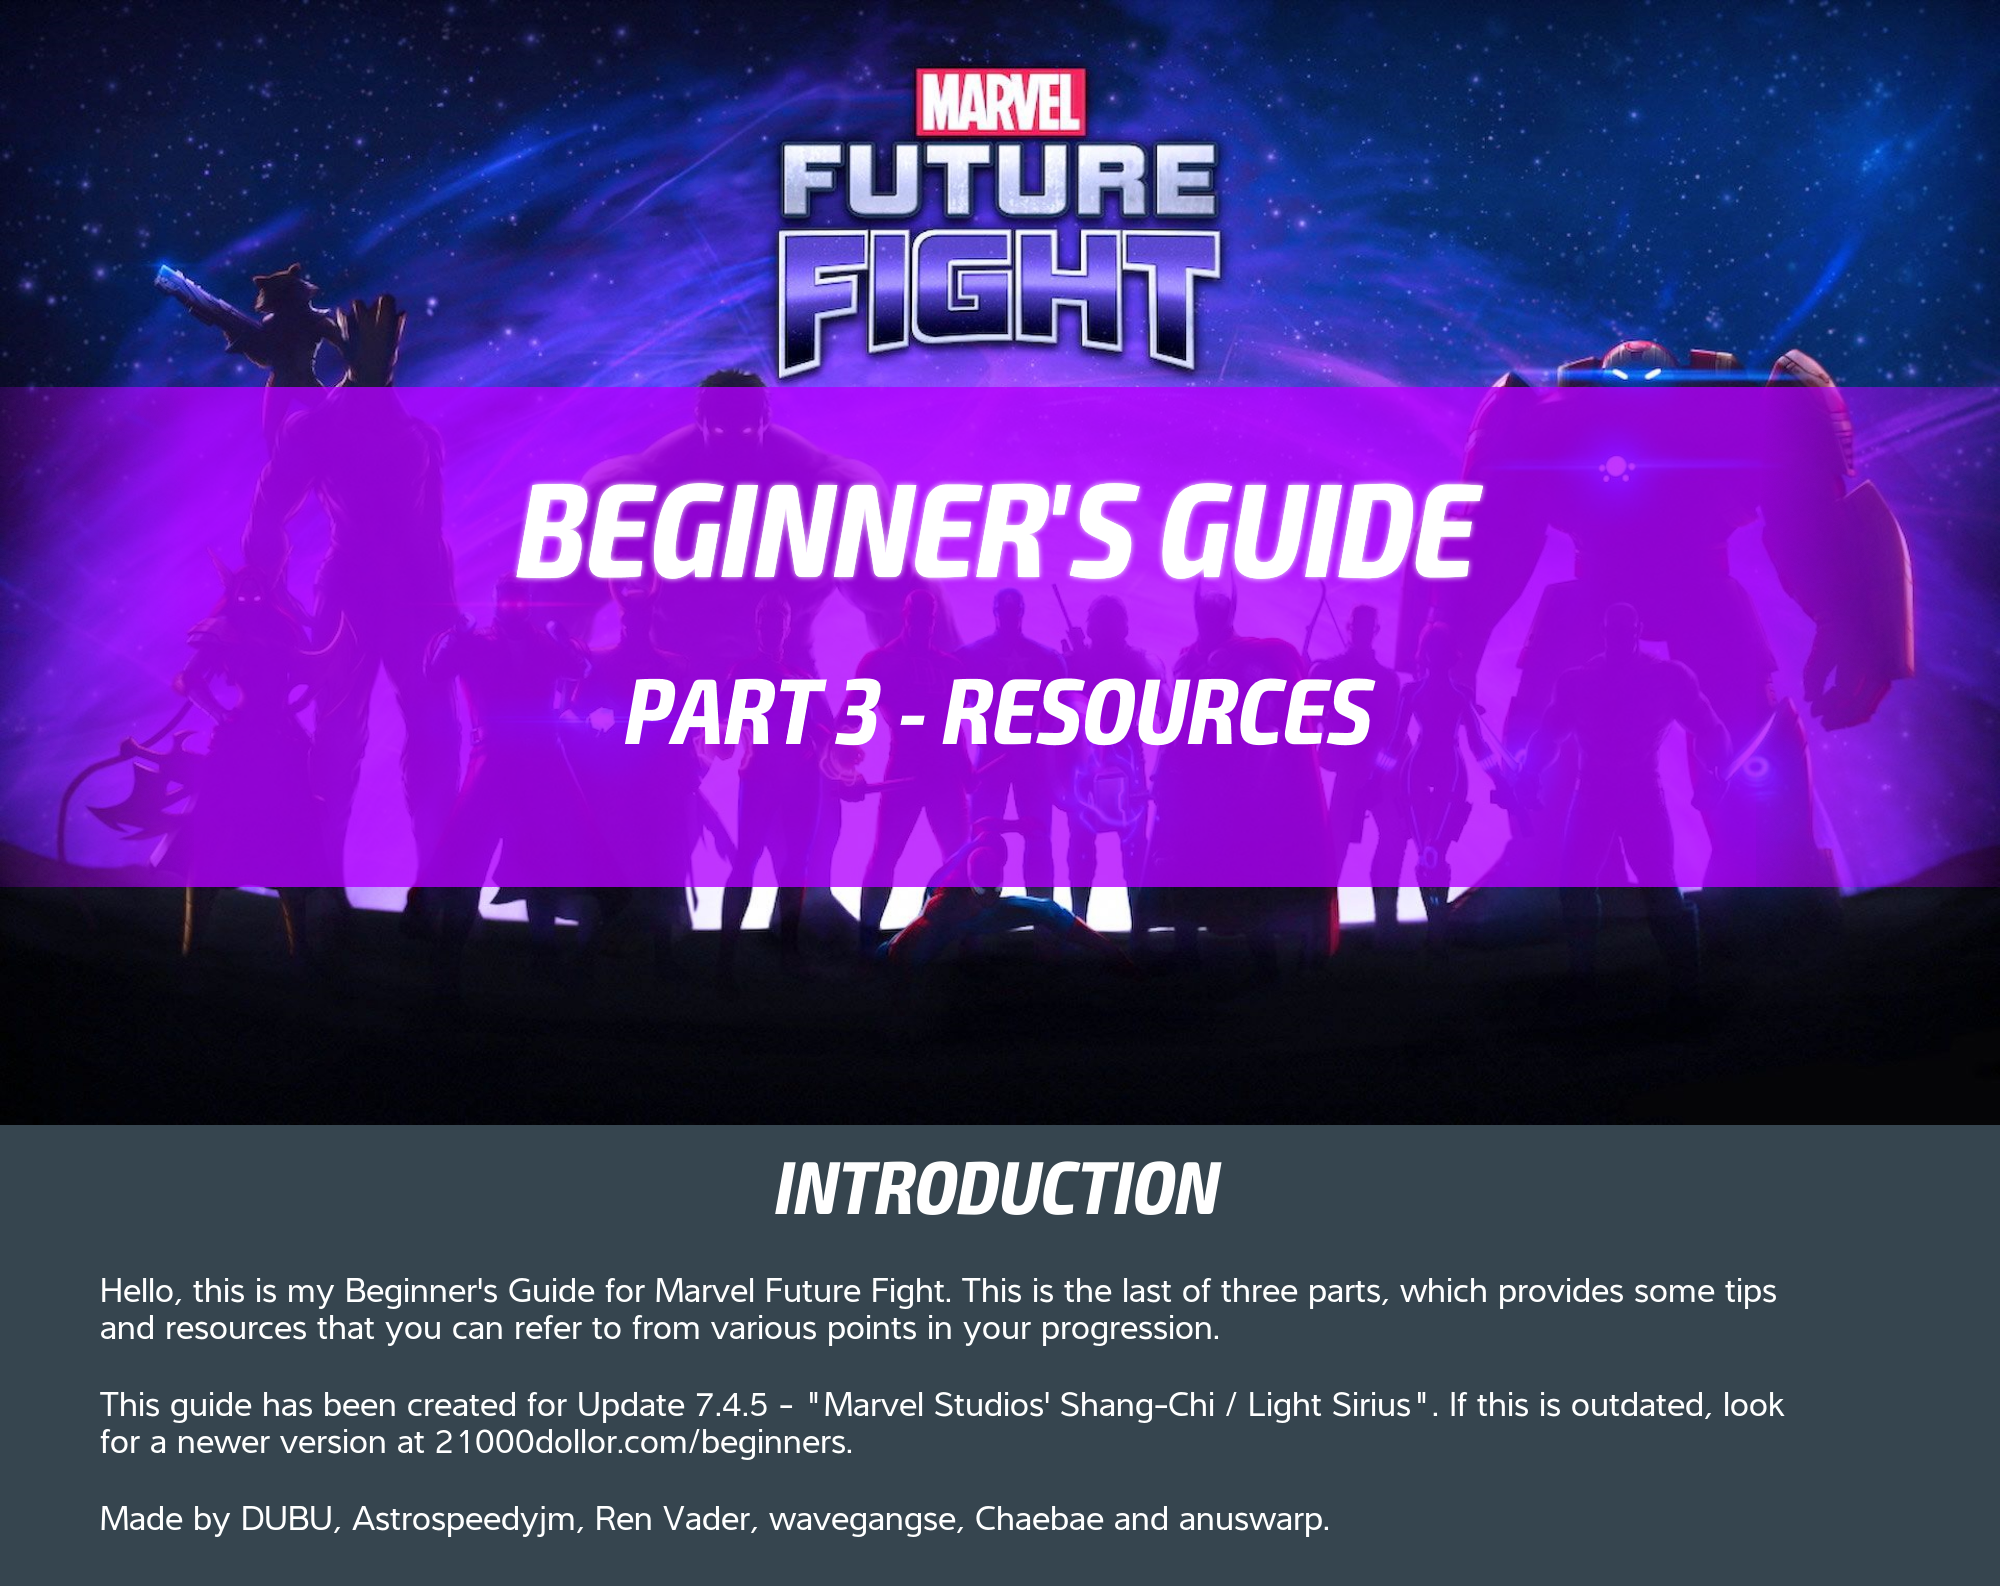 MARVEL
FUTURE
FIGHT
BEGINNER'S GUIDE
PART 3 - RESOURCES
INTRODUCTION
Hello, this is my Beginner's Guide for Marvel Future Fight. This is the last of three parts, which provides some tips
and resources that you can refer to from various points in your progression.
This guide has been created for Update 7.4.5 - "Marvel Studios' Shang-Chi / Light Sirius". If this is outdated, look
for a newer version at 21000dollor.com/beginners.
Made by DUBU, Astrospeedyjm, Ren Vader, wavegangse, Chaebae and anuswarp.